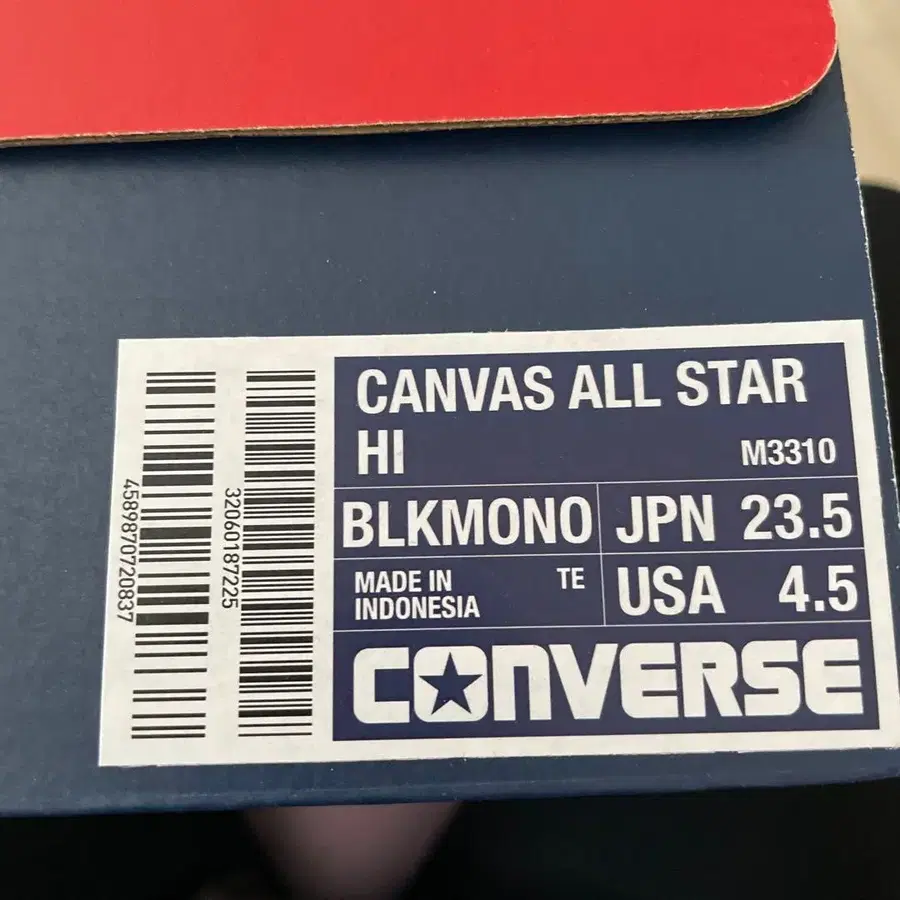 CANVAS ALL STAR
HI M3310
BLKMONO JPN 23.5
MADE IN INDONESIA TE USA 4.5
CONVERSE
4589870720837
32060187225